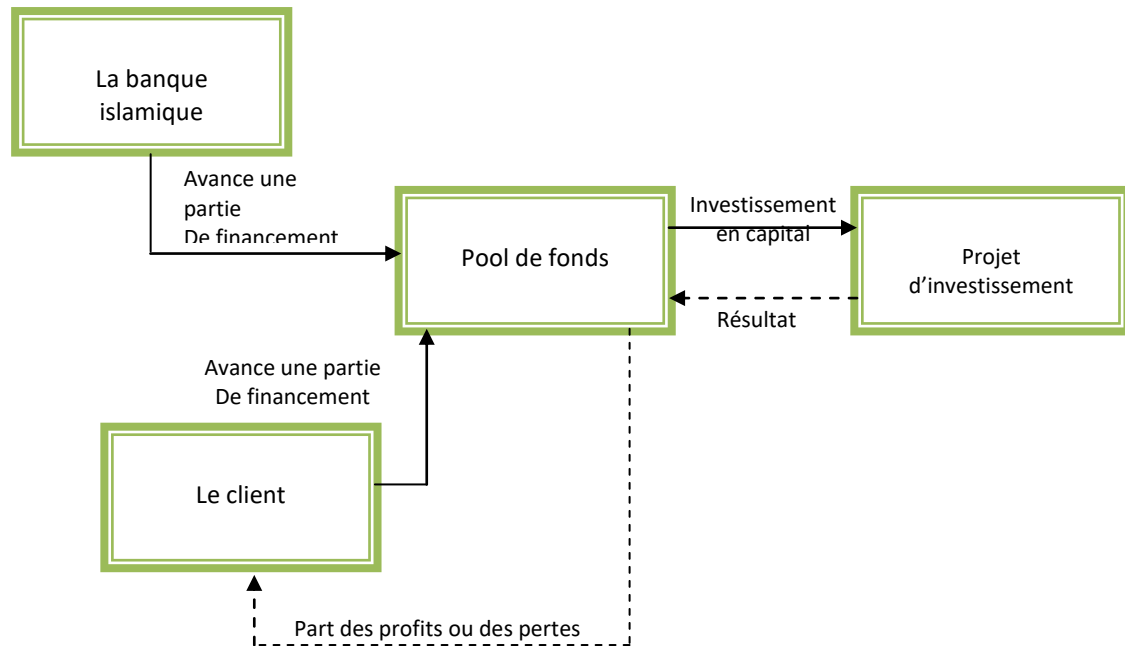 La banque
islamique
Avance une
partie
De financement
Pool de fonds
Investissement
en capital
Projet
d'investissement
Résultat
Avance une partie
De financement
Le client
Part des profits ou des pertes